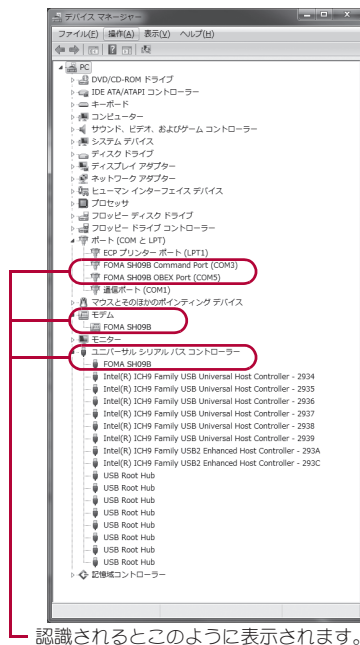 デバイス マネージャー
ファイル(F) 操作(A) 表示(V) ヘルプ(H)
PC
DVD/CD-ROM ドライブ
IDE ATA/ATAPI コントローラー
キーボード
コンピューター
サウンド、ビデオ、およびゲーム コントローラー
システム デバイス
ディスク ドライブ
ディスプレイ アダプター
ネットワーク アダプター
ヒューマン インターフェイス デバイス
プロセッサ
フロッピー ディスク ドライブ
フロッピー ドライブ コントローラー
ポート (COM と LPT)
ECP プリンター ポート (LPT1)
FOMA SH09B Command Port (COM3)
FOMA SH09B OBEX Port (COM5)
通信ポート (COM1)
マウスとそのほかのポインティング デバイス
モデム
FOMA SH09B
モニター
ユニバーサル シリアル バス コントローラー
FOMA SH09B
Intel(R) ICH9 Family USB Universal Host Controller - 2934
Intel(R) ICH9 Family USB Universal Host Controller - 2935
Intel(R) ICH9 Family USB Universal Host Controller - 2936
Intel(R) ICH9 Family USB Universal Host Controller - 2937
Intel(R) ICH9 Family USB Universal Host Controller - 2938
Intel(R) ICH9 Family USB Universal Host Controller - 2939
Intel(R) ICH9 Family USB2 Enhanced Host Controller - 293A
Intel(R) ICH9 Family USB2 Enhanced Host Controller - 293C
USB Root Hub
USB Root Hub
USB Root Hub
USB Root Hub
USB Root Hub
USB Root Hub
USB Root Hub
USB Root Hub
記憶域コントローラー
認識されるとこのように表示されます。